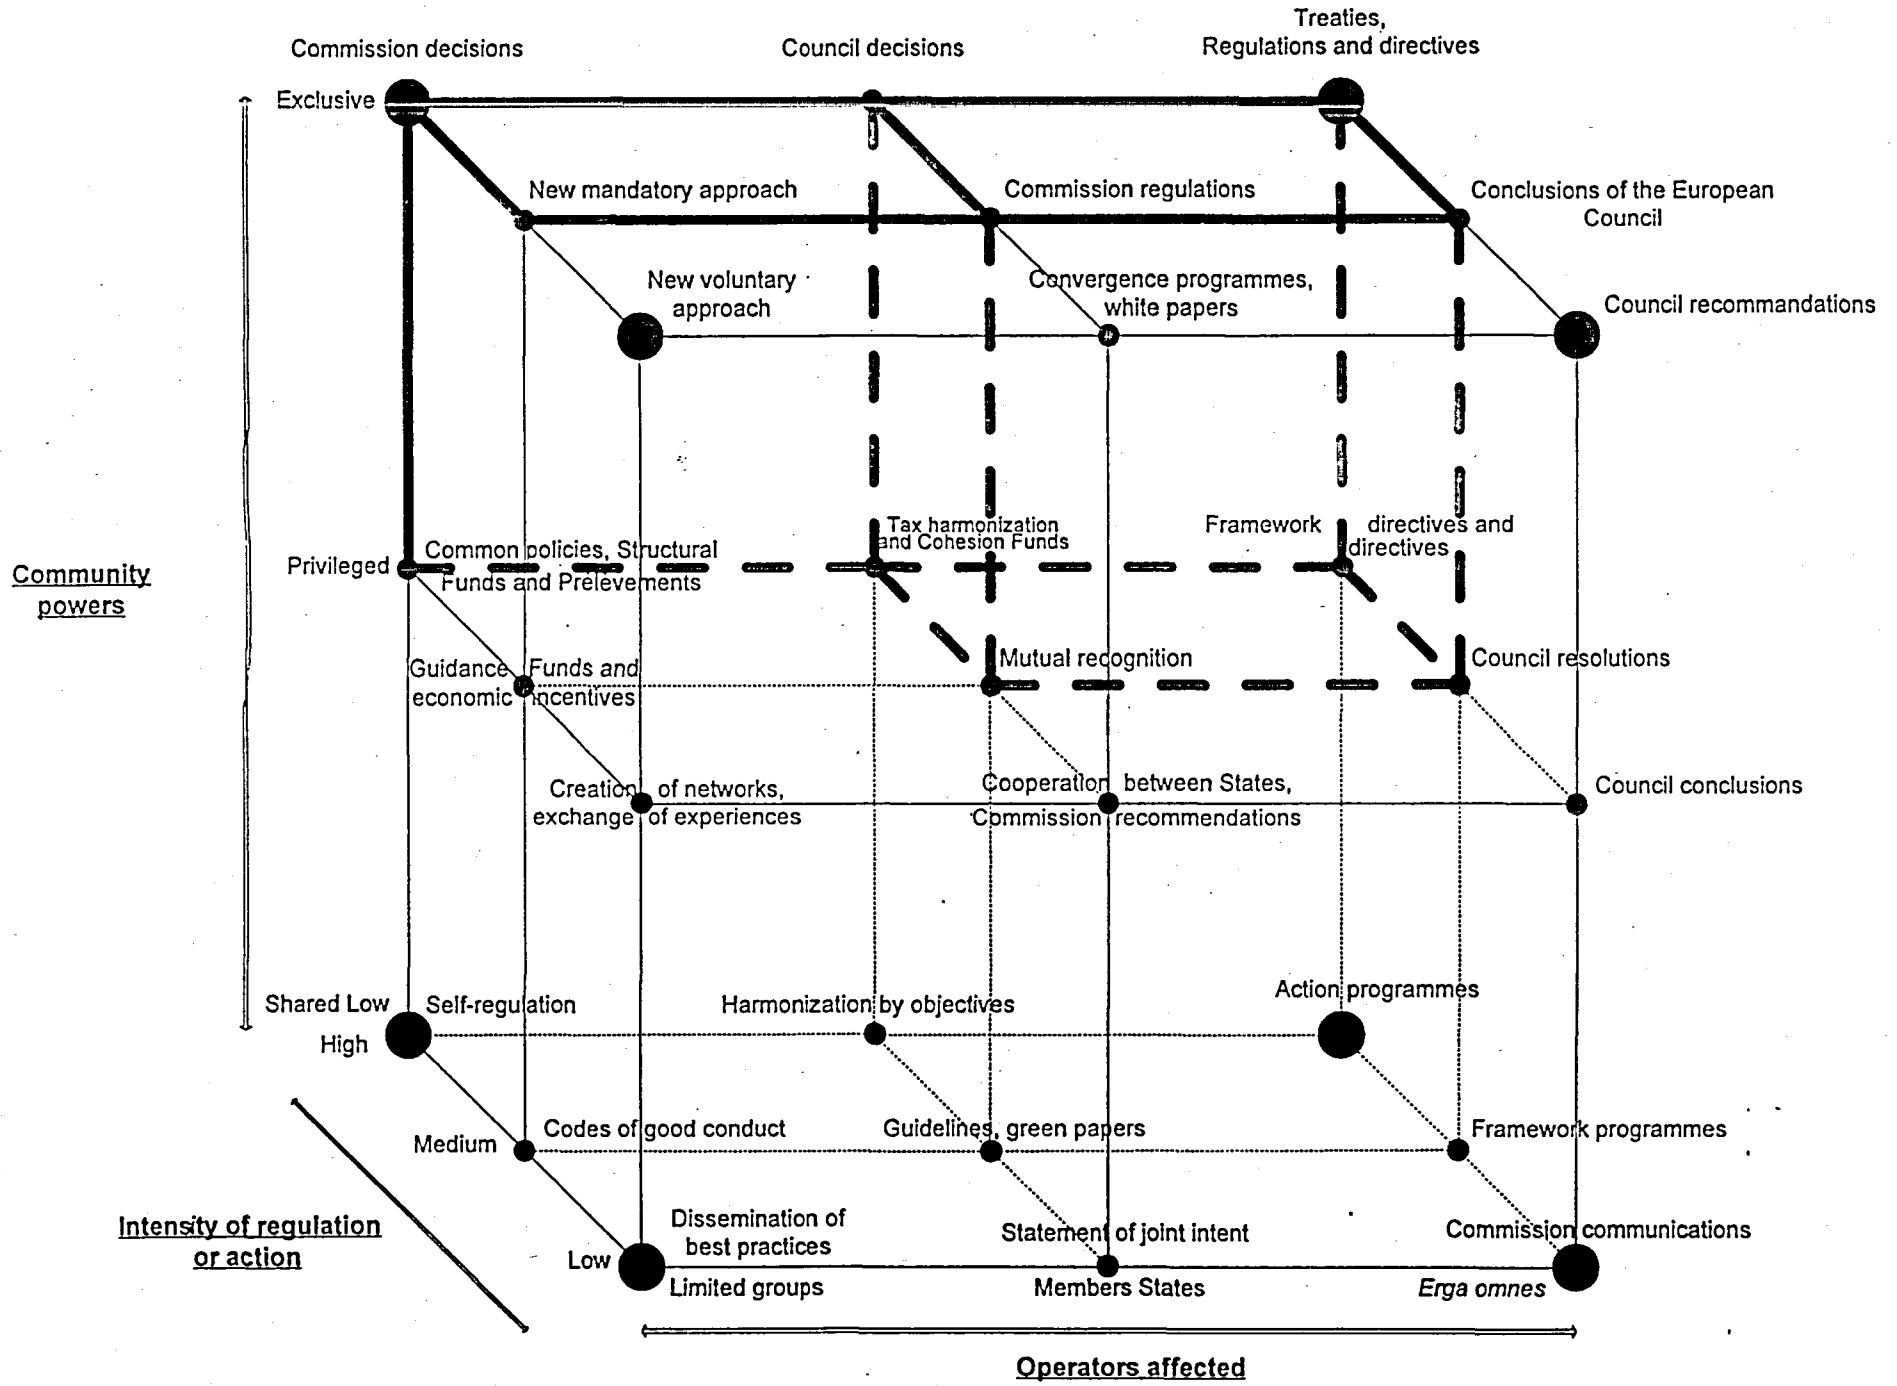 Treaties,
Commission decisions
Council decisions
Regulations and directives
Exclusive
New mandatory approach
Commission regulations
Conclusions of the European
Council
New voluntary
approach
Convergence programmes,
white papers
Council recommandations
Tax harmonization
and Cohesion Funds
Framework directives and
directives
Privileged
Common policies, Structural
Funds and Prelevements
Community
powers
Mutual recognition
Council resolutions
Guidance Funds and
economic incentives
Creation of networks,
exchange of experiences
Cooperation between States,
Commission recommendations
Council conclusions
Shared Low
Self-regulation
Harmonization by objectives
Action programmes
High
Medium
Codes of good conduct
Guidelines, green papers
Framework programmes
Intensity of regulation
or action
Low
Dissemination of
best practices
Statement of joint intent
Commission communications
Limited groups
Members States
Erga omnes
Operators affected